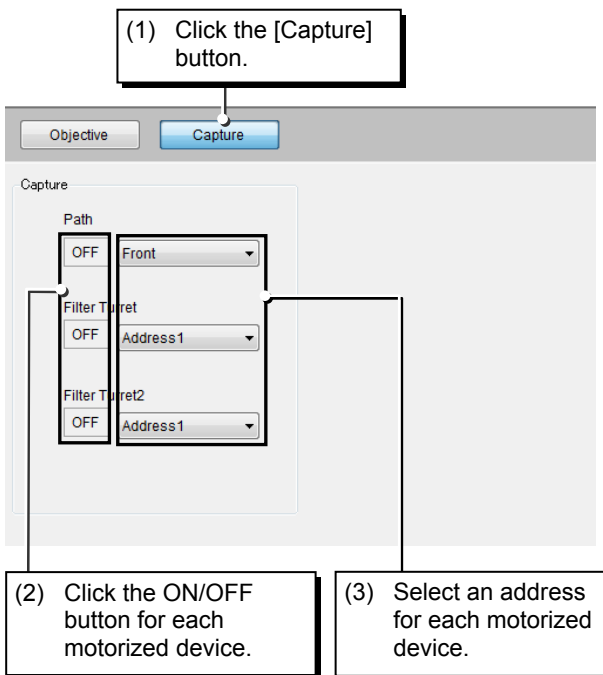 (1) Click the [Capture]
button.
Objective
Capture
Capture
Path
OFF
Front
Filter Turret
OFF
Address1
Filter Turret2
OFF
Address1
(2) Click the ON/OFF
button for each
motorized device.
(3) Select an address
for each motorized
device.